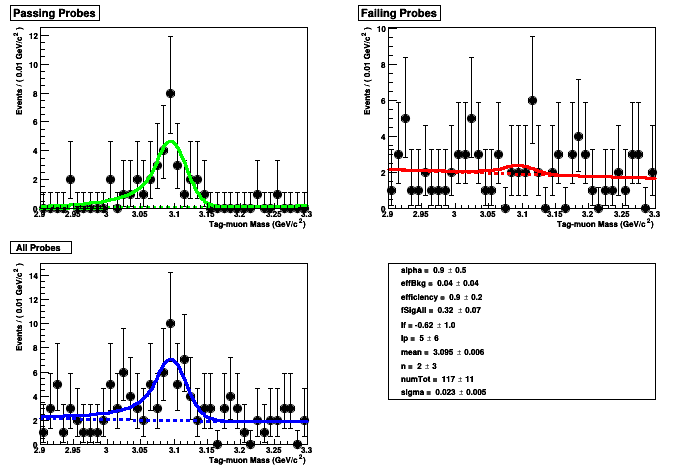 Passing Probes
Events / ( 0.01 GeV/c² )
12
10
8
6
4
2
0
2.9 2.95 3 3.05 3.1 3.15 3.2 3.25 3.3
Tag-muon Mass (GeV/c²)
Failing Probes
Events / ( 0.01 GeV/c² )
10
8
6
4
2
0
2.9 2.95 3 3.05 3.1 3.15 3.2 3.25 3.3
Tag-muon Mass (GeV/c²)
All Probes
Events / ( 0.01 GeV/c² )
14
12
10
8
6
4
2
0
2.9 2.95 3 3.05 3.1 3.15 3.2 3.25 3.3
Tag-muon Mass (GeV/c²)
alpha = 0.9 ± 0.5
effBkg = 0.04 ± 0.04
efficiency = 0.9 ± 0.2
fSigAll = 0.32 ± 0.07
lf = -0.62 ± 1.0
lp = 5 ± 6
mean = 3.095 ± 0.006
n = 2 ± 3
numTot = 117 ± 11
sigma = 0.023 ± 0.005